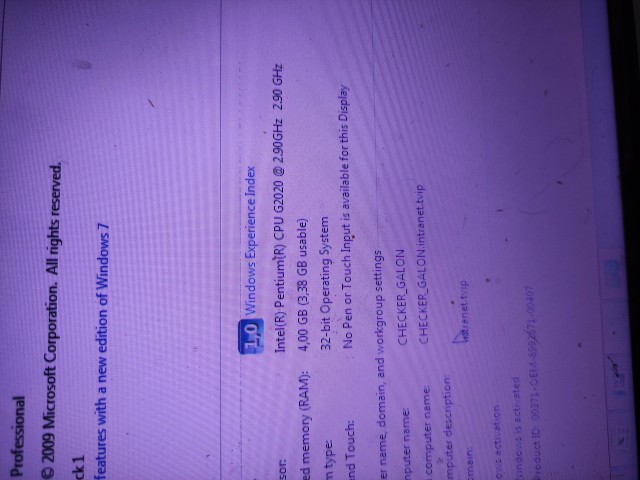 Professional
© 2009 Microsoft Corporation. All rights reserved.
ck 1
features with a new edition of Windows 7
sor:
1,0 Windows Experience Index
Intel(R) Pentium(R) CPU G2020 @ 2.90GHz 2.90 GHz
ed memory (RAM): 4,00 GB (3,38 GB usable)
m type: 32-bit Operating System
nd Touch: No Pen or Touch Input is available for this Display
er name, domain, and workgroup settings
mputer name: CHECKER_GALON
computer name: CHECKER_GALON.intranet.tvip
mputer description:
main: intranet.tvip
ows activation
indows is activated
roduct ID: